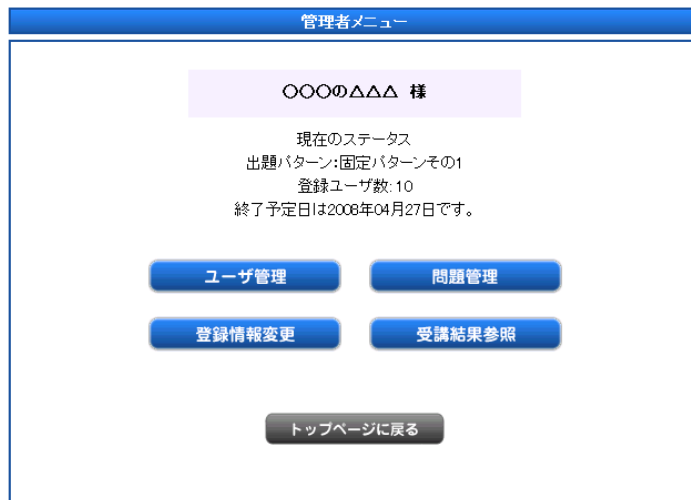 管理者メニュー
〇〇〇の△△△ 様
現在のステータス
出題パターン:固定パターンその1
登録ユーザ数:10
終了予定日は2008年04月27日です。
ユーザ管理 問題管理
登録情報変更 受講結果参照
トップページに戻る